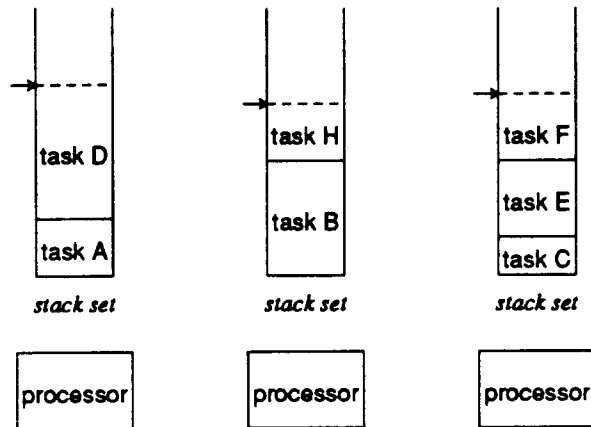 task D
task A
stack set
processor
task H
task B
stack set
processor
task F
task E
task C
stack set
processor